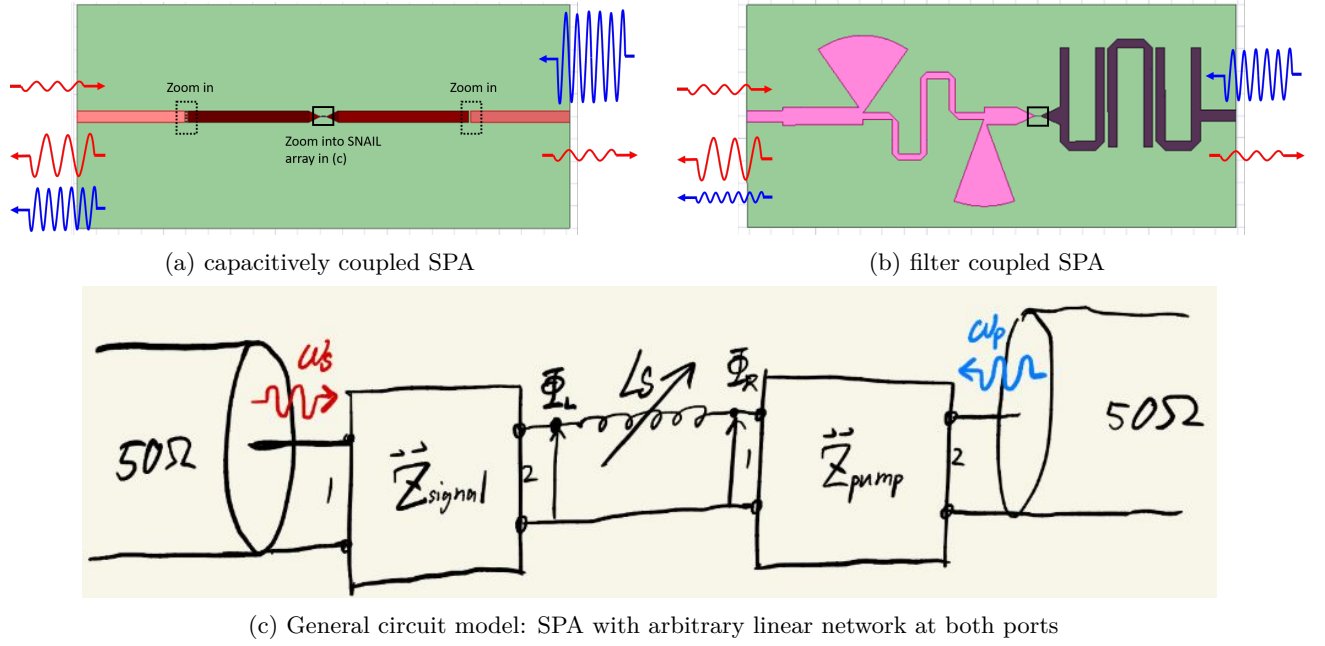 Zoom in
Zoom in
Zoom into SNAIL
array in (c)
(a) capacitively coupled SPA
(b) filter coupled SPA
ωs
50Ω
1
Z⃗⃗signal
2
Φ_L
LS
Φ_R
1
Z⃗⃗pump
2
ωp
50Ω
(c) General circuit model: SPA with arbitrary linear network at both ports